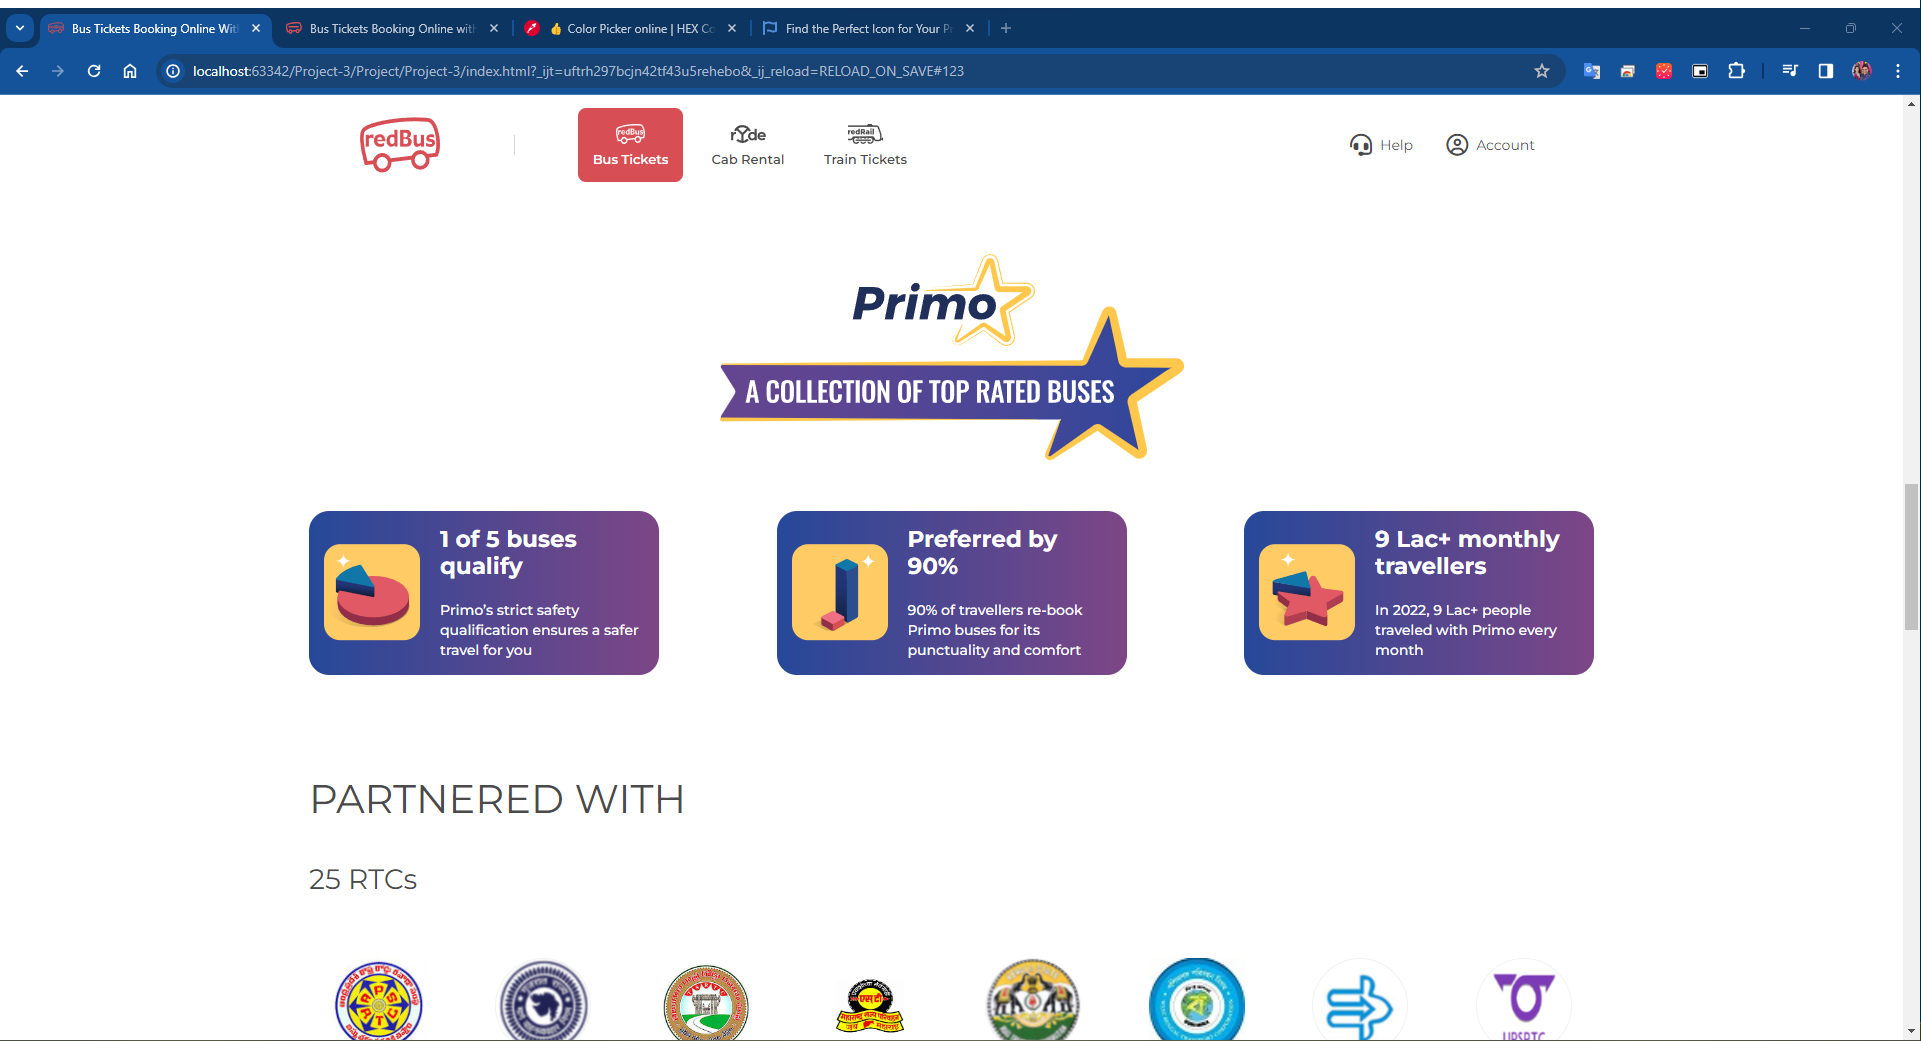 Bus Tickets Booking Online Wit
Bus Tickets Booking Online with
Color Picker online | HEX Co
Find the Perfect Icon for Your Pr
localhost:63342/Project-3/Project/Project-3/index.html?_ijt=uftrh297bcjn42tf43u5rehebo&_ij_reload=RELOAD_ON_SAVE#123
redBus
redBus
Bus Tickets
rYde
Cab Rental
redRail
Train Tickets
Help
Account
Primo
A COLLECTION OF TOP RATED BUSES
1 of 5 buses
qualify
Primo’s strict safety
qualification ensures a safer
travel for you
Preferred by
90%
90% of travellers re-book
Primo buses for its
punctuality and comfort
9 Lac+ monthly
travellers
In 2022, 9 Lac+ people
traveled with Primo every
month
PARTNERED WITH
25 RTCs
UPSRTC